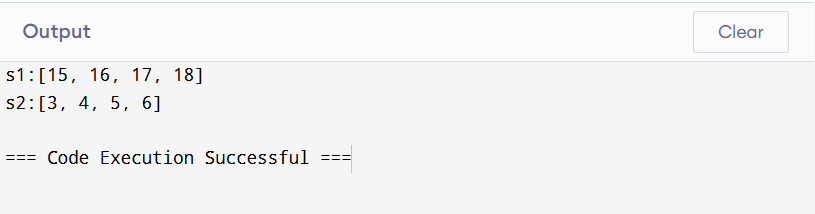 Output
Clear
s1:[15, 16, 17, 18]
s2:[3, 4, 5, 6]
=== Code Execution Successful ===